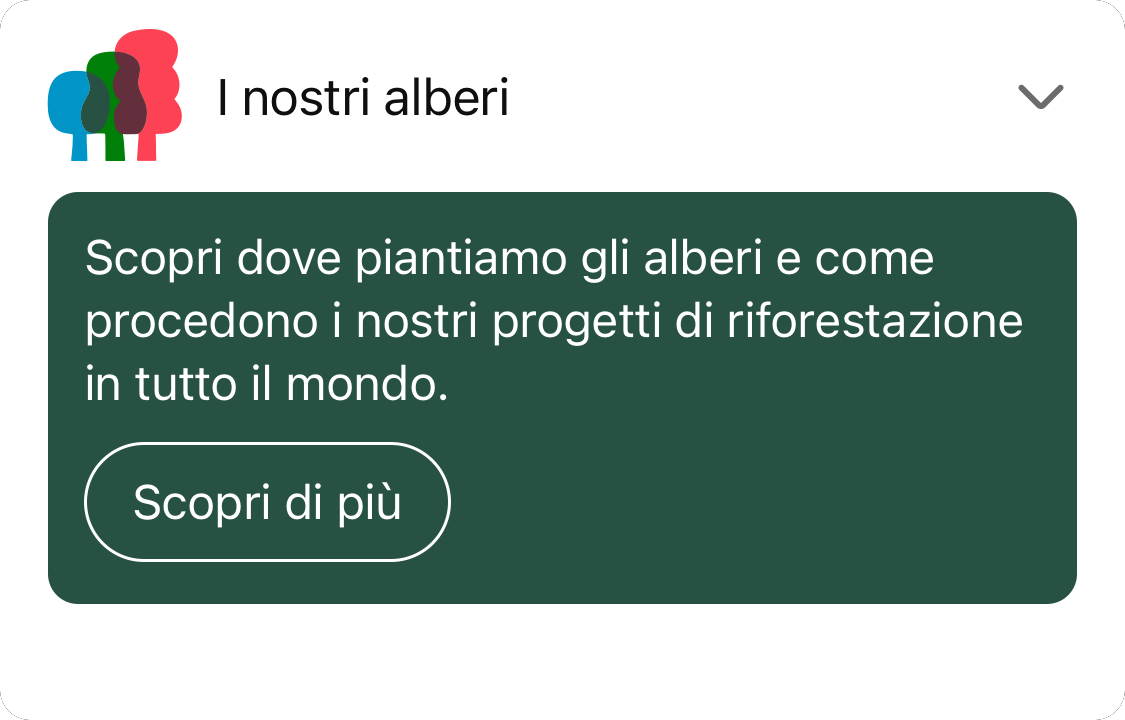 I nostri alberi
Scopri dove piantiamo gli alberi e come
procedono i nostri progetti di riforestazione
in tutto il mondo.
Scopri di più